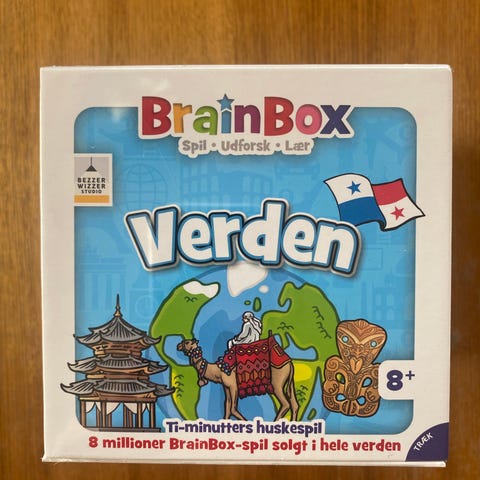 BrainBox
Spil • Udforsk • Lær
BEZZER
WIZZER
STUDIO
Verden
8+
Ti-minutters huskespil
8 millioner BrainBox-spil solgt i hele verden
TRÆK